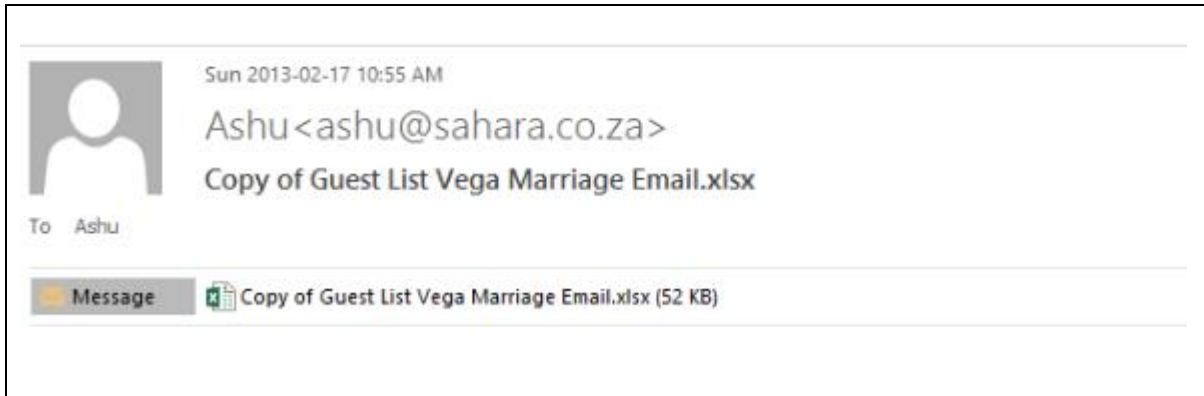 Sun 2013-02-17 10:55 AM
Ashu<ashu@sahara.co.za>
Copy of Guest List Vega Marriage Email.xlsx
To Ashu
Message Copy of Guest List Vega Marriage Email.xlsx (52 KB)